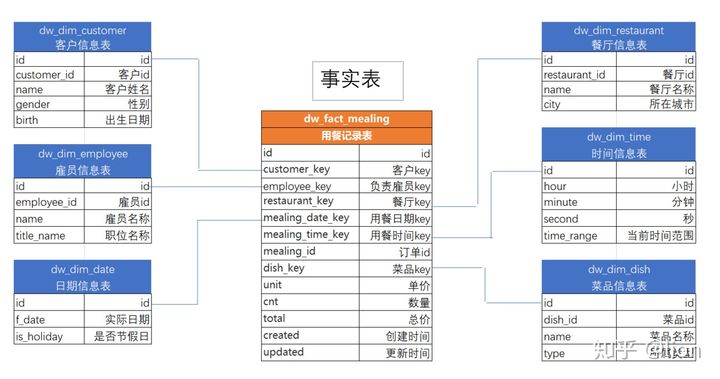 dw_dim_customer
客户信息表
id id
customer_id 客户id
name 客户姓名
gender 性别
birth 出生日期
dw_dim_employee
雇员信息表
id id
employee_id 雇员id
name 雇员名称
title_name 职位名称
dw_dim_date
日期信息表
id id
f_date 实际日期
is_holiday 是否节假日
事实表
dw_fact_mealing
用餐记录表
id id
customer_key 客户key
employee_key 负责雇员key
restaurant_key 餐厅key
mealing_date_key 用餐日期key
mealing_time_key 用餐时间key
mealing_id 订单id
dish_key 菜品key
unit 单价
cnt 数量
total 总价
created 创建时间
updated 更新时间
dw_dim_restaurant
餐厅信息表
id id
restaurant_id 餐厅id
name 餐厅名称
city 所在城市
dw_dim_time
时间信息表
id id
hour 小时
minute 分钟
second 秒
time_range 当前时间范围
dw_dim_dish
菜品信息表
id id
dish_id 菜品id
name 菜品名称
type
知乎